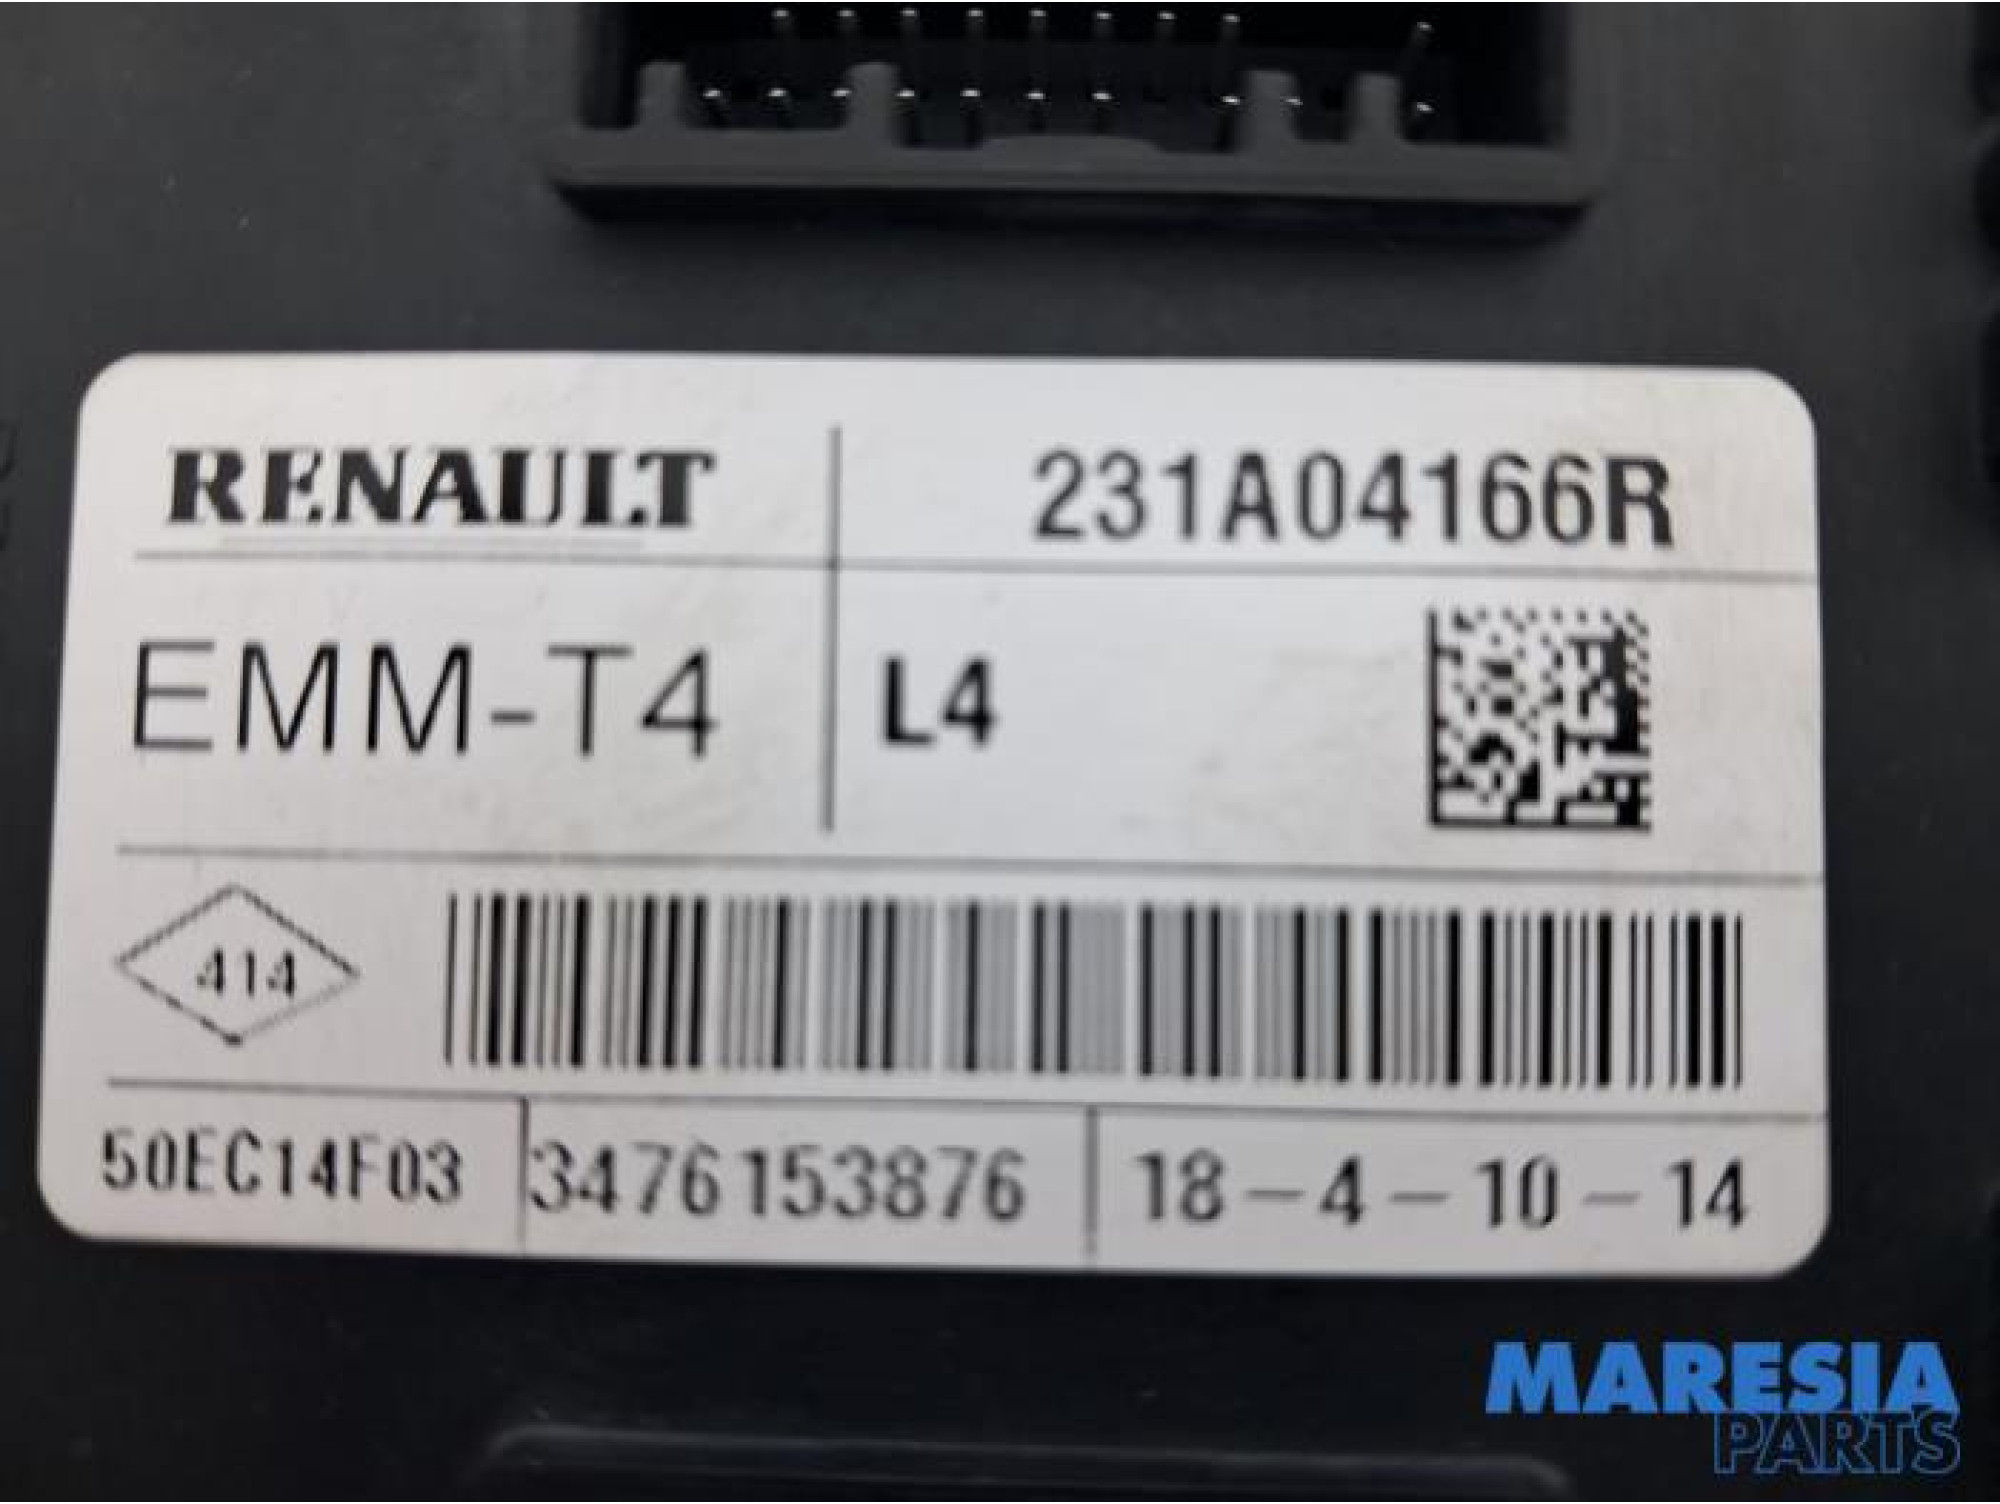 RENAULT 231A04166R
EMM-T4 L4
414
50EC14F03 3476153876 18-4-10-14
MARESIA
PARTS